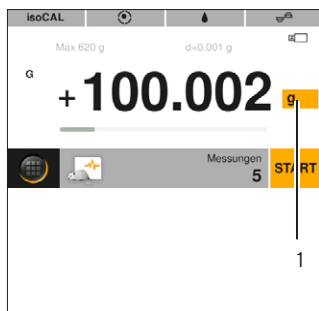 isoCAL
Max 620 g d=0.001 g
G
+100.002 g
Messungen
5
START
1